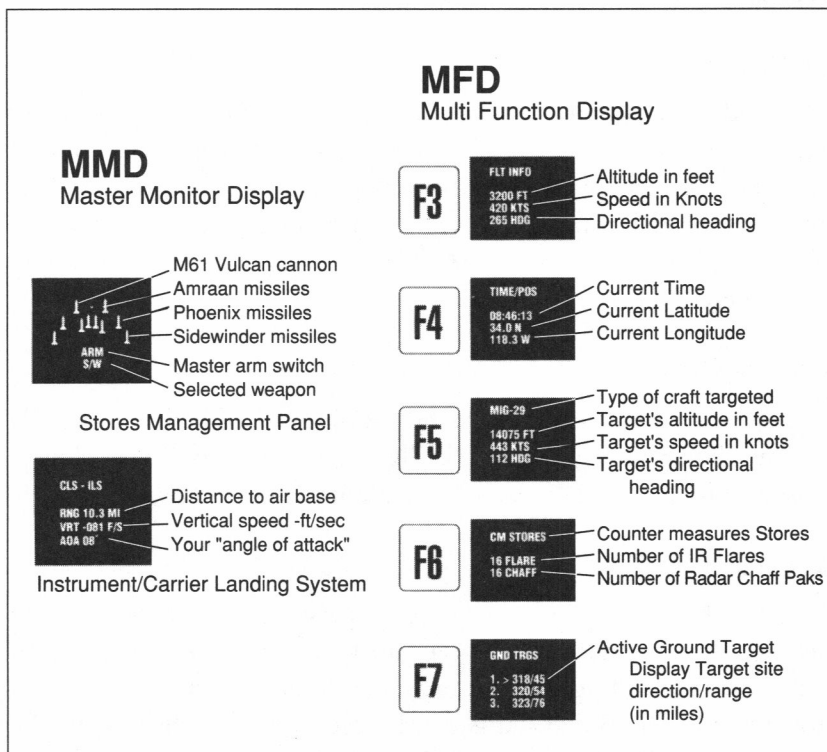 MMD
Master Monitor Display
ARM
S/W
M61 Vulcan cannon
Amraan missiles
Phoenix missiles
Sidewinder missiles
Master arm switch
Selected weapon
Stores Management Panel
CLS - ILS
RNG 10.3 MI
VRT -081 F/S
AOA 08°
Distance to air base
Vertical speed -ft/sec
Your "angle of attack"
Instrument/Carrier Landing System
MFD
Multi Function Display
F3
FLT INFO
3200 FT
420 KTS
265 HDG
Altitude in feet
Speed in Knots
Directional heading
F4
TIME/POS
08:46:13
34.0 N
118.3 W
Current Time
Current Latitude
Current Longitude
F5
MIG-29
14075 FT
443 KTS
112 HDG
Type of craft targeted
Target's altitude in feet
Target's speed in knots
Target's directional
heading
F6
CM STORES
16 FLARE
16 CHAFF
Counter measures Stores
Number of IR Flares
Number of Radar Chaff Paks
F7
GND TRGS
1. > 318/45
2. 320/54
3. 323/76
Active Ground Target
Display Target site
direction/range
(in miles)